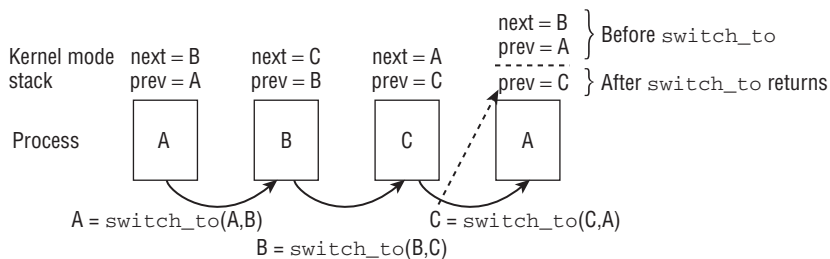 Kernel mode stack
next = B
prev = A
next = C
prev = B
next = A
prev = C
next = B
prev = A
Before switch_to
prev = C
After switch_to returns
Process
A
B
C
A
A = switch_to(A,B)
B = switch_to(B,C)
C = switch_to(C,A)